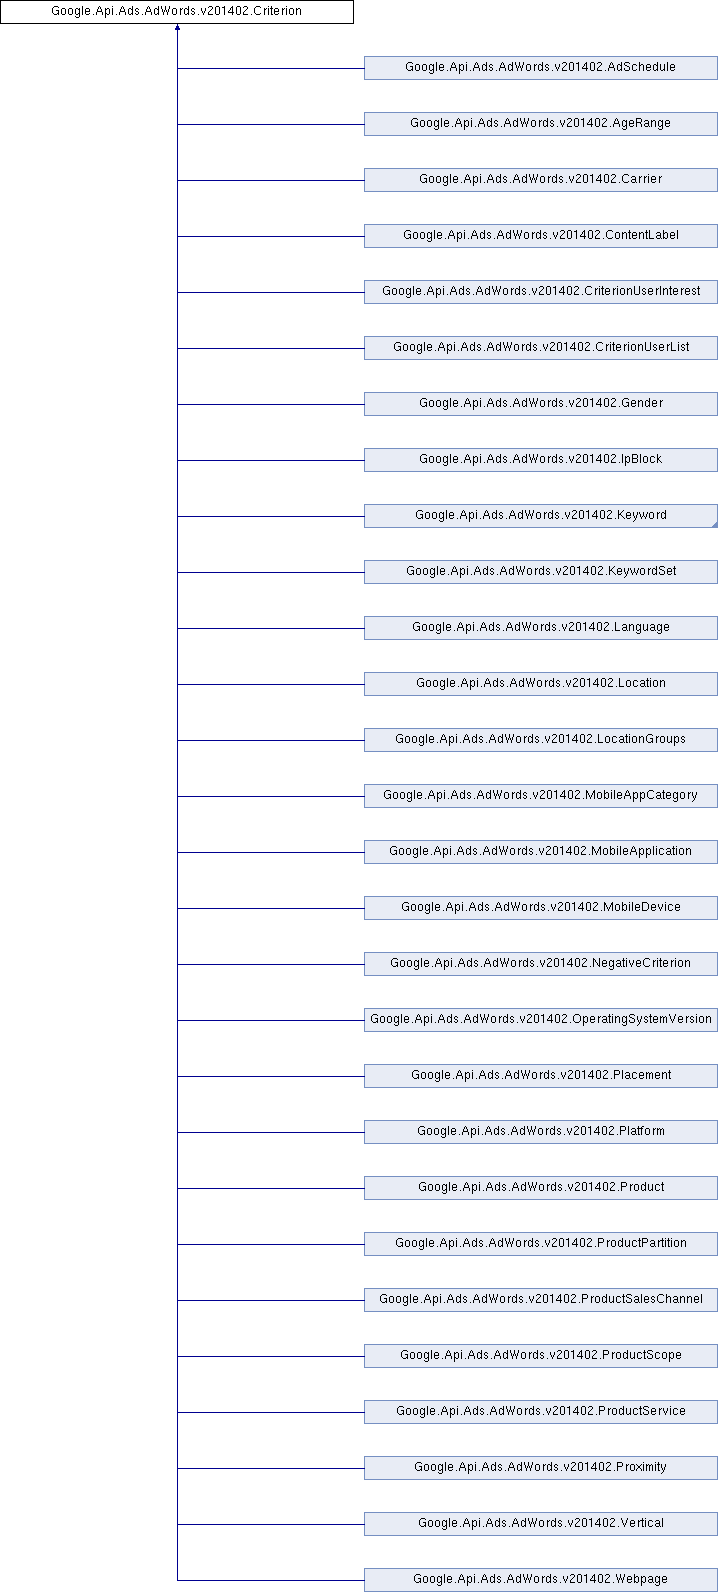 Google.Api.Ads.AdWords.v201402.Criterion
Google.Api.Ads.AdWords.v201402.AdSchedule
Google.Api.Ads.AdWords.v201402.AgeRange
Google.Api.Ads.AdWords.v201402.Carrier
Google.Api.Ads.AdWords.v201402.ContentLabel
Google.Api.Ads.AdWords.v201402.CriterionUserInterest
Google.Api.Ads.AdWords.v201402.CriterionUserList
Google.Api.Ads.AdWords.v201402.Gender
Google.Api.Ads.AdWords.v201402.IpBlock
Google.Api.Ads.AdWords.v201402.Keyword
Google.Api.Ads.AdWords.v201402.KeywordSet
Google.Api.Ads.AdWords.v201402.Language
Google.Api.Ads.AdWords.v201402.Location
Google.Api.Ads.AdWords.v201402.LocationGroups
Google.Api.Ads.AdWords.v201402.MobileAppCategory
Google.Api.Ads.AdWords.v201402.MobileApplication
Google.Api.Ads.AdWords.v201402.MobileDevice
Google.Api.Ads.AdWords.v201402.NegativeCriterion
Google.Api.Ads.AdWords.v201402.OperatingSystemVersion
Google.Api.Ads.AdWords.v201402.Placement
Google.Api.Ads.AdWords.v201402.Platform
Google.Api.Ads.AdWords.v201402.Product
Google.Api.Ads.AdWords.v201402.ProductPartition
Google.Api.Ads.AdWords.v201402.ProductSalesChannel
Google.Api.Ads.AdWords.v201402.ProductScope
Google.Api.Ads.AdWords.v201402.ProductService
Google.Api.Ads.AdWords.v201402.Proximity
Google.Api.Ads.AdWords.v201402.Vertical
Google.Api.Ads.AdWords.v201402.Webpage